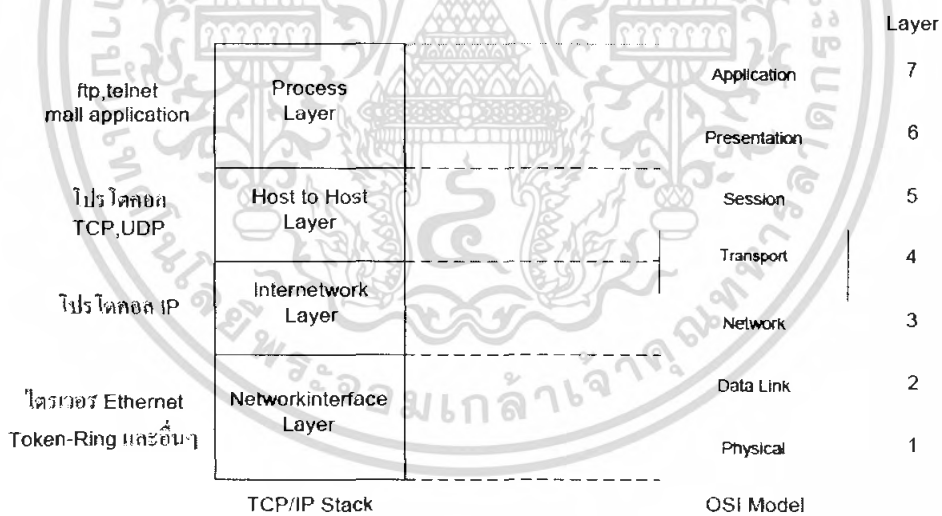 Layer
ftp,telnet
mall application
Process
Layer
Application 7
Presentation 6
โปรโตคอล
TCP,UDP
Host to Host
Layer
Session 5
Transport 4
โปรโตคอล IP
Internetwork
Layer
Network 3
ไดรเวอร์ Ethernet
Token-Ring และอื่นๆ
Networkinterface
Layer
Data Link 2
Physical 1
TCP/IP Stack
OSI Model